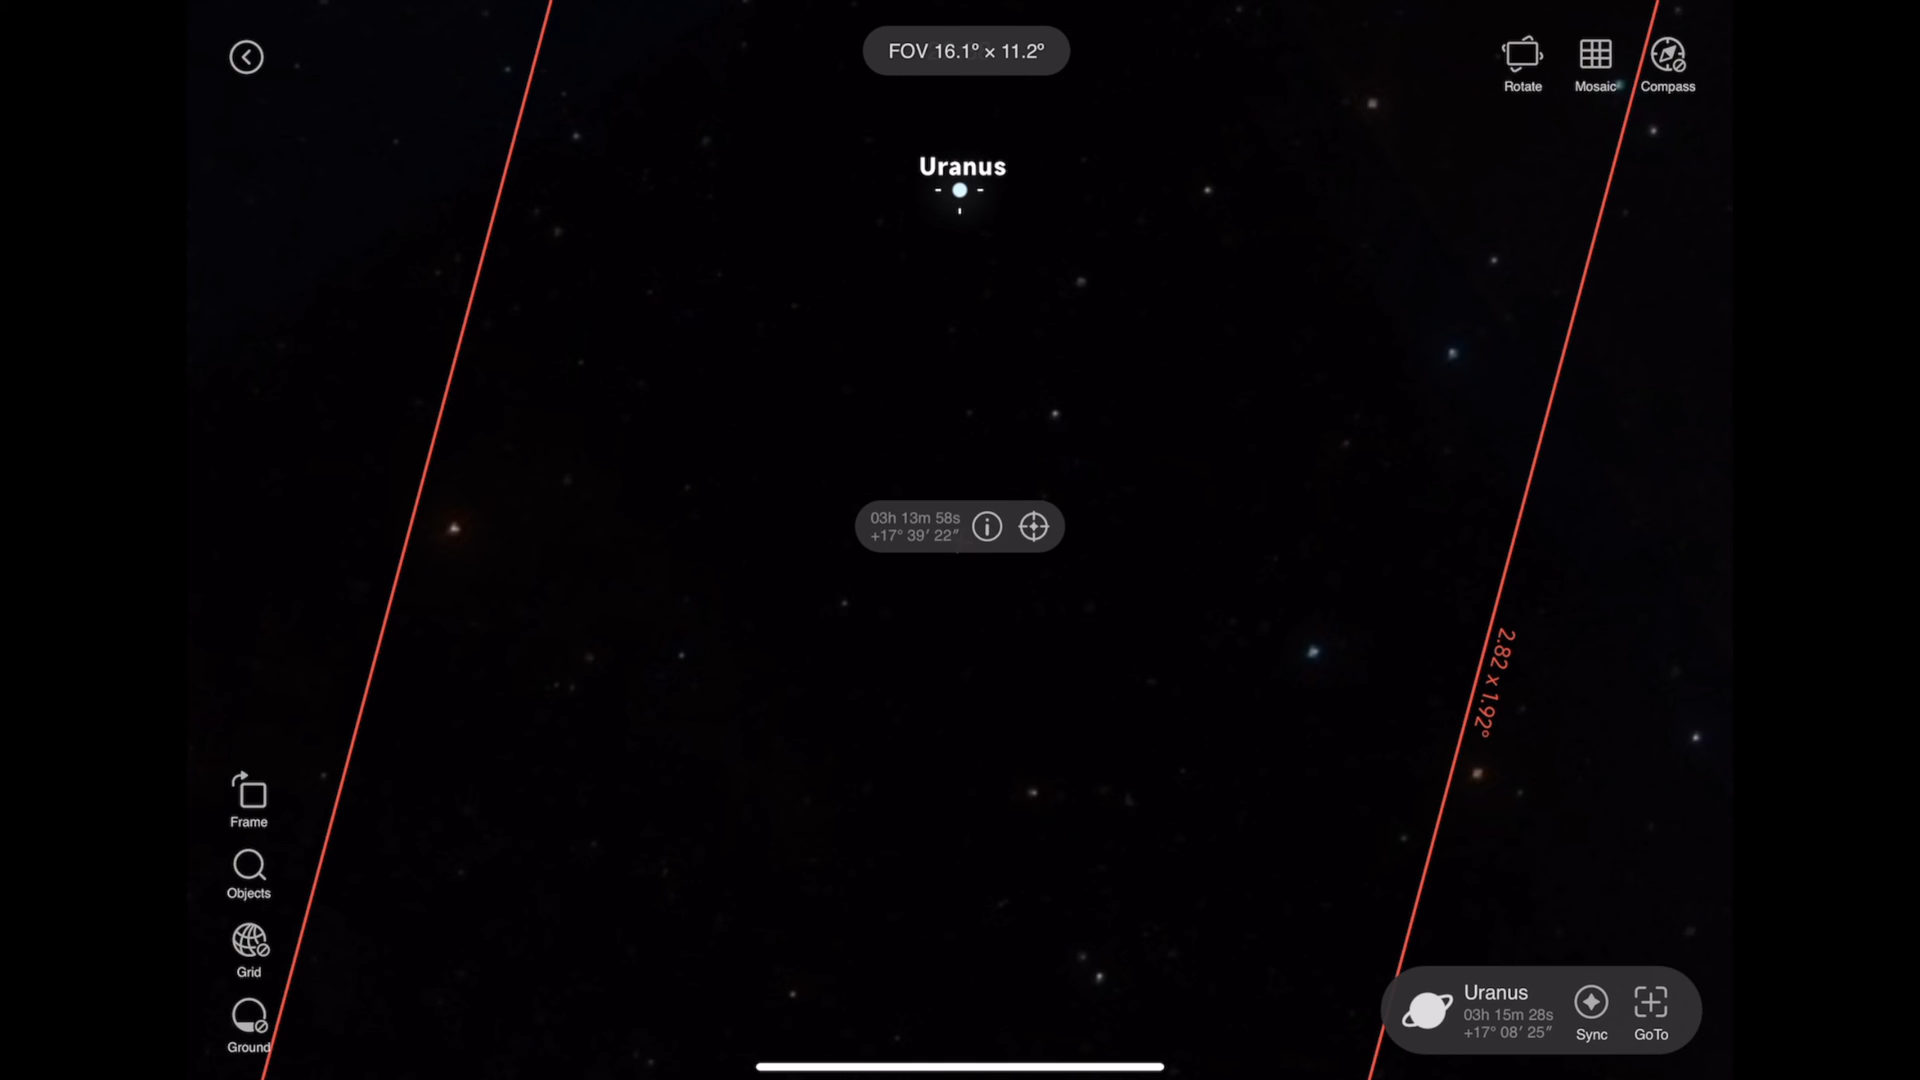 FOV 16.1° × 11.2°
Rotate
Mosaic
Compass
Uranus
03h 13m 58s
+17° 39′ 22″
2.82 x 1.92°
Frame
Objects
Grid
Ground
Uranus
03h 15m 28s
+17° 08′ 25″
Sync
GoTo